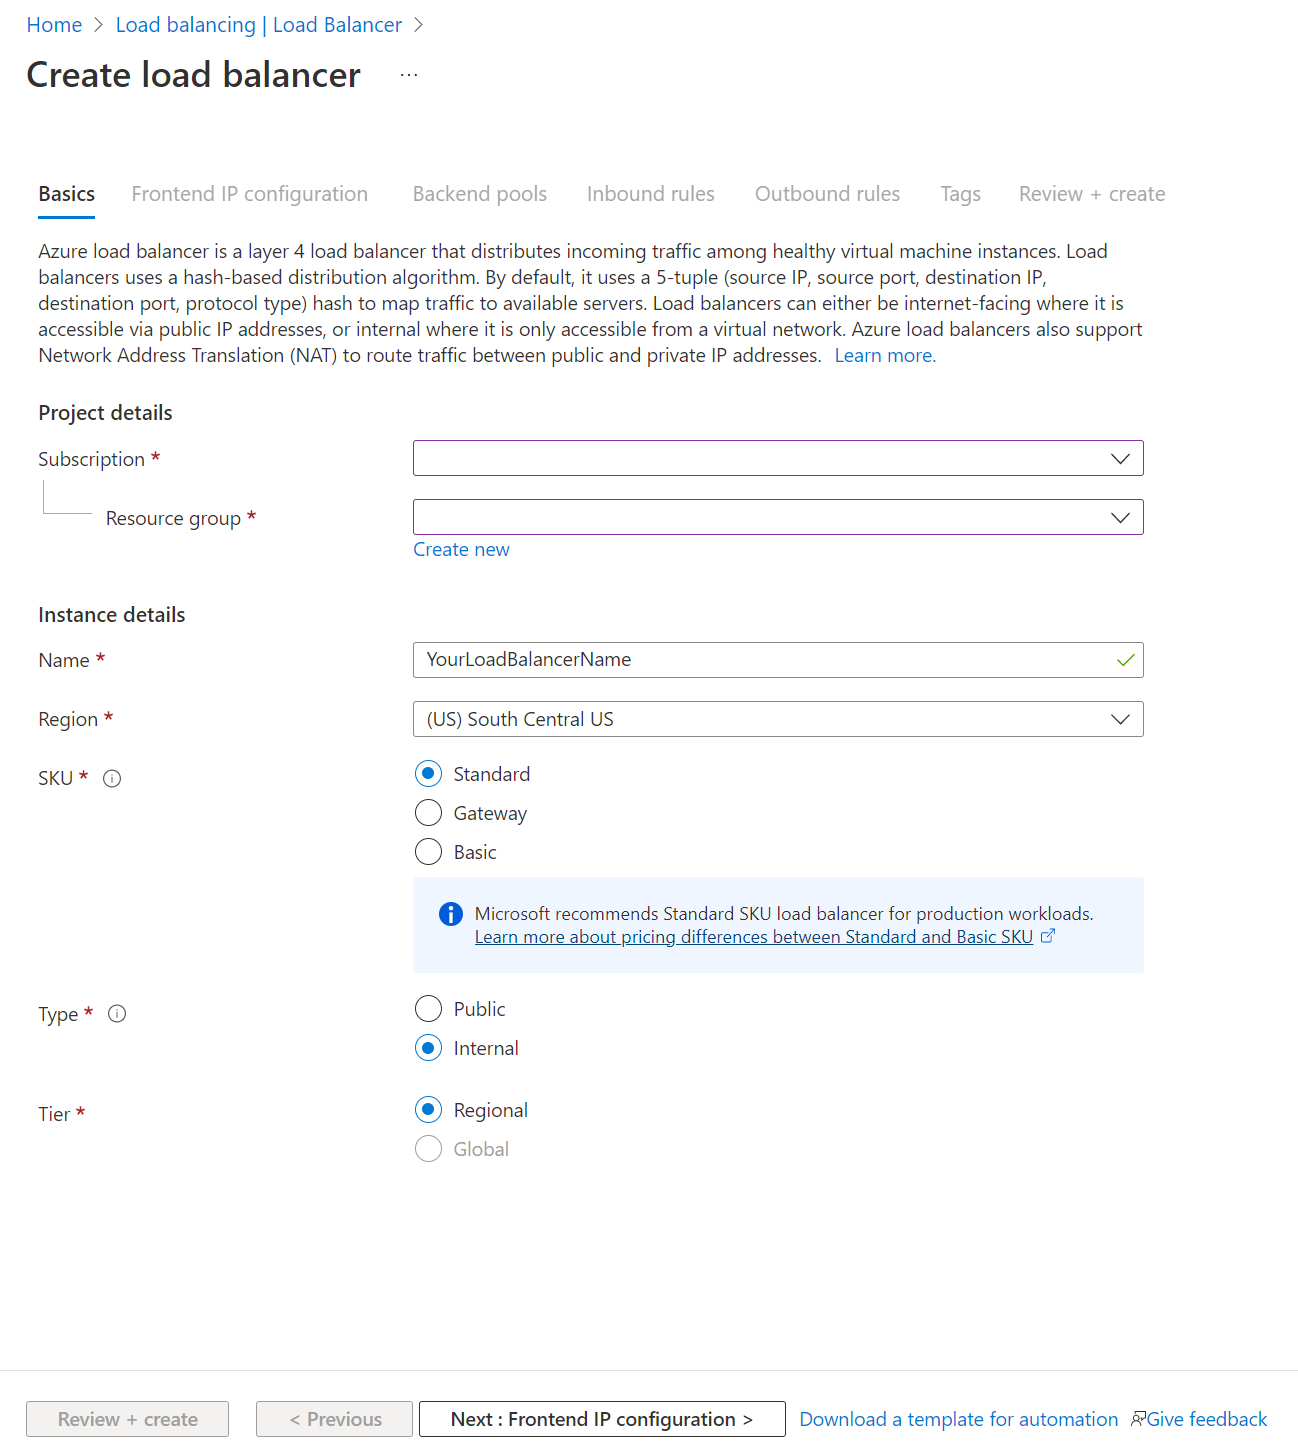 Home > Load balancing | Load Balancer >
Create load balancer ...
Basics Frontend IP configuration Backend pools Inbound rules Outbound rules Tags Review + create
Azure load balancer is a layer 4 load balancer that distributes incoming traffic among healthy virtual machine instances. Load
balancers uses a hash-based distribution algorithm. By default, it uses a 5-tuple (source IP, source port, destination IP,
destination port, protocol type) hash to map traffic to available servers. Load balancers can either be internet-facing where it is
accessible via public IP addresses, or internal where it is only accessible from a virtual network. Azure load balancers also support
Network Address Translation (NAT) to route traffic between public and private IP addresses. Learn more.
Project details
Subscription *
Resource group *
Create new
Instance details
Name * YourLoadBalancerName
Region * (US) South Central US
SKU * Standard
Gateway
Basic
Microsoft recommends Standard SKU load balancer for production workloads.
Learn more about pricing differences between Standard and Basic SKU
Type * Public
Internal
Tier * Regional
Global
Review + create < Previous Next : Frontend IP configuration > Download a template for automation Give feedback